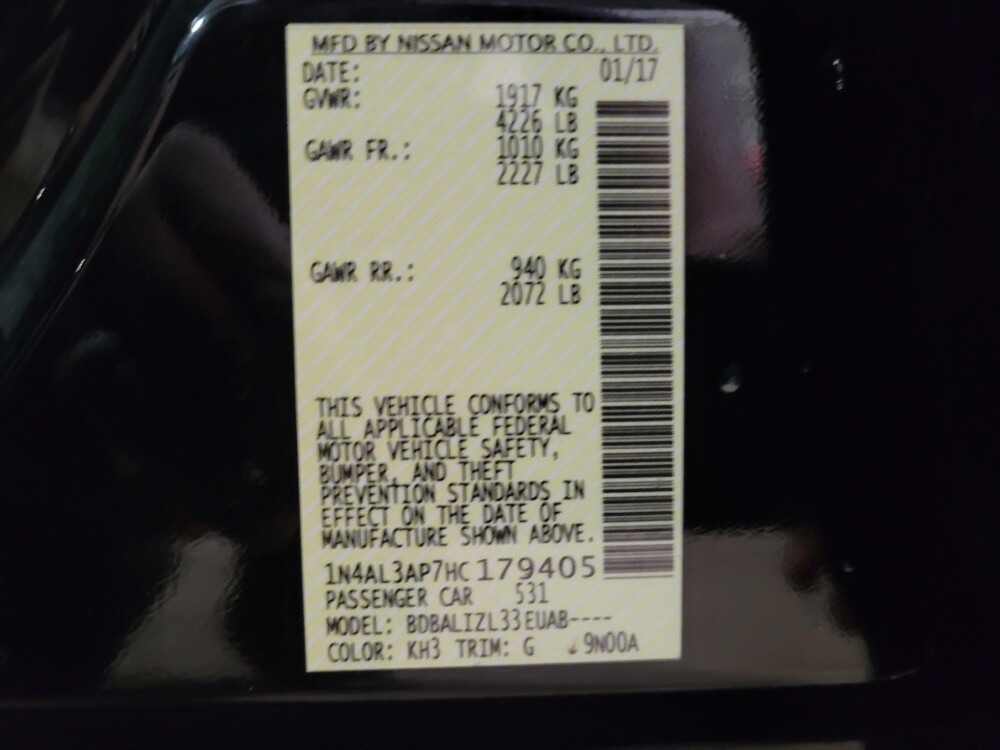 MFD BY NISSAN MOTOR CO., LTD.
DATE: 01/17
GVWR: 1917 KG
4226 LB
GAWR FR.: 1010 KG
2227 LB
GAWR RR.: 940 KG
2072 LB
THIS VEHICLE CONFORMS TO
ALL APPLICABLE FEDERAL
MOTOR VEHICLE SAFETY,
BUMPER, AND THEFT
PREVENTION STANDARDS IN
EFFECT ON THE DATE OF
MANUFACTURE SHOWN ABOVE.
1N4AL3AP7HC179405
PASSENGER CAR 531
MODEL: BDBALIZL33EUAB----
COLOR: KH3 TRIM: G 9N00A